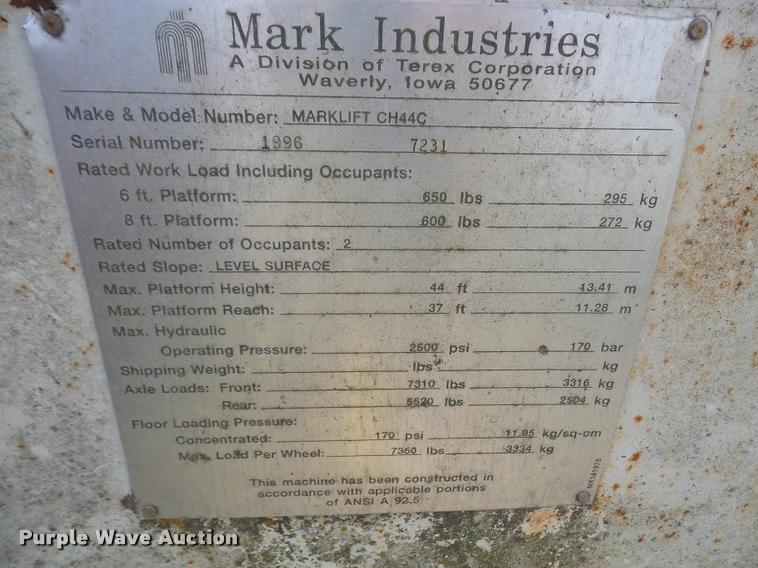 Mark Industries
A Division of Terex Corporation
Waverly, Iowa 50677
Make & Model Number: MARKLIFT CH44C
Serial Number: 1996 7231
Rated Work Load Including Occupants:
6 ft. Platform: 650 lbs 295 kg
8 ft. Platform: 600 lbs 272 kg
Rated Number of Occupants: 2
Rated Slope: LEVEL SURFACE
Max. Platform Height: 44 ft 13.41 m
Max. Platform Reach: 37 ft 11.28 m
Max. Hydraulic
Operating Pressure: 2500 psi 170 bar
Shipping Weight: lbs kg
Axle Loads: Front: 7310 lbs 3316 kg
Rear: 5520 lbs 2504 kg
Floor Loading Pressure:
Concentrated: 170 psi 11.95 kg/sq-cm
Max. Load Per Wheel: 7350 lbs 3334 kg
This machine has been constructed in
accordance with applicable portions
of ANSI A 92.5
Purple Wave Auction